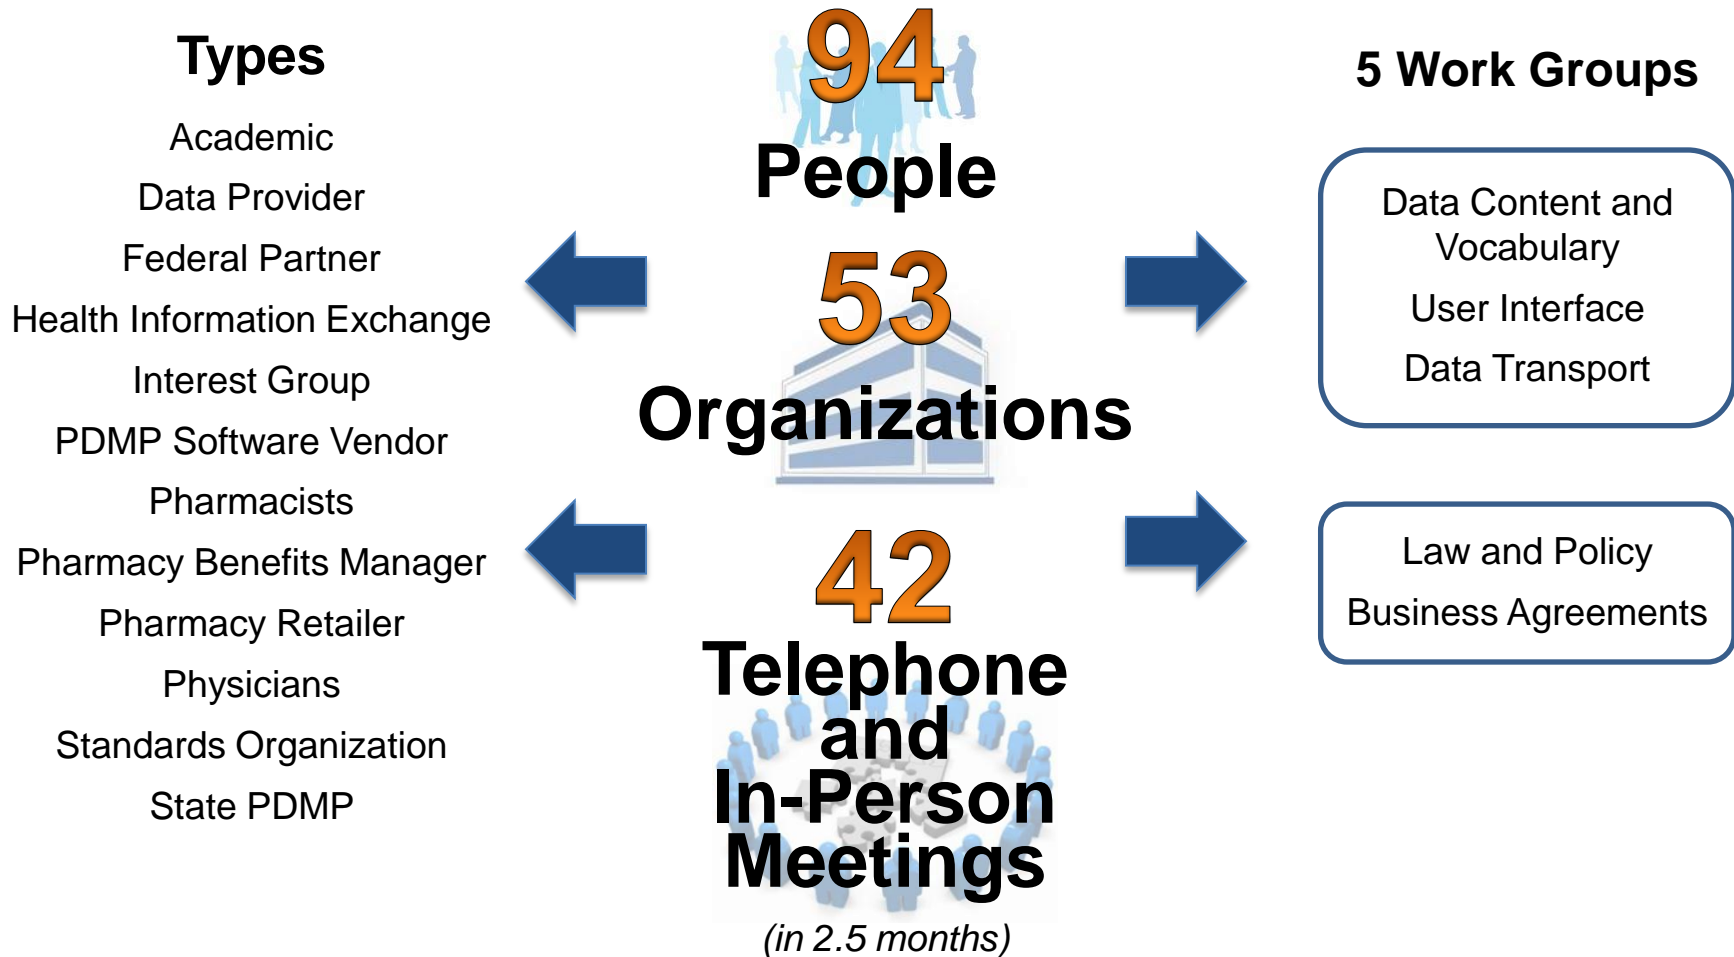 Types
Academic
Data Provider
Federal Partner
Health Information Exchange
Interest Group
PDMP Software Vendor
Pharmacists
Pharmacy Benefits Manager
Pharmacy Retailer
Physicians
Standards Organization
State PDMP
94
People
53
Organizations
42
Telephone
and
In-Person
Meetings
(in 2.5 months)
5 Work Groups
Data Content and
Vocabulary
User Interface
Data Transport
Law and Policy
Business Agreements